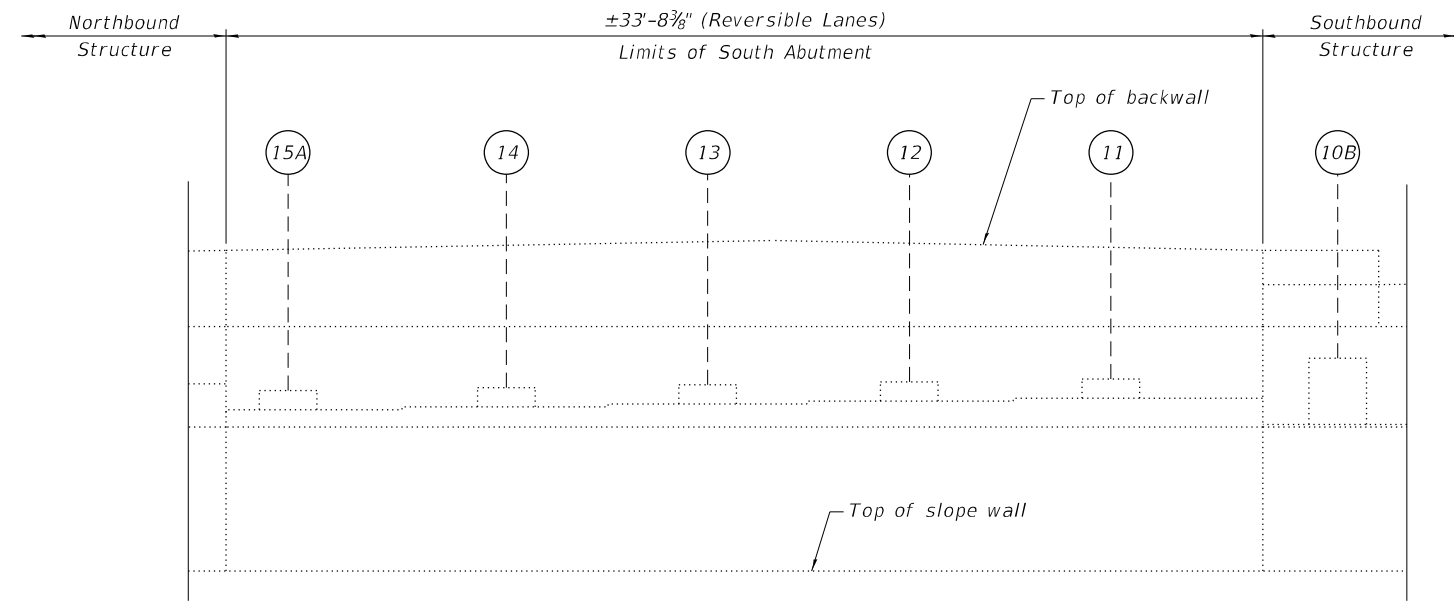 Northbound
Structure
±33'-8⅜" (Reversible Lanes)
Limits of South Abutment
Southbound
Structure
Top of backwall
15A
14
13
12
11
10B
Top of slope wall